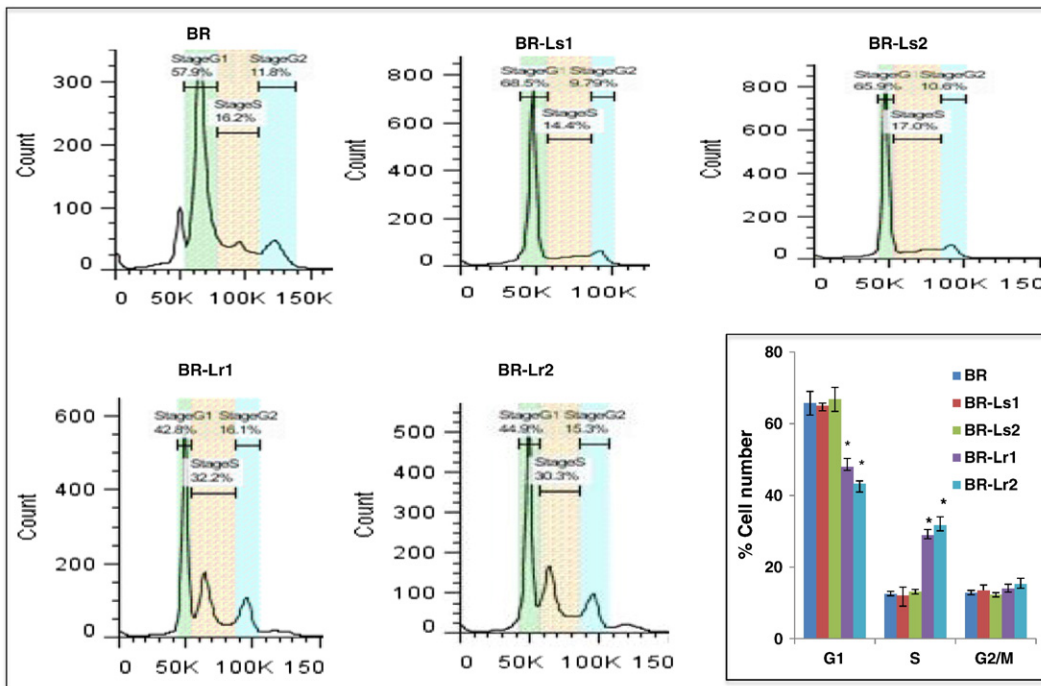 BR
StageG1 StageG2
57.9% 11.8%
StageS
16.2%
300
200
100
0
Count
0 50K 100K 150K
BR-Ls1
StageG1 StageG2
68.5% 9.79%
StageS
14.4%
800
600
400
200
0
Count
0 50K 100K
BR-Ls2
StageG1 StageG2
65.9% 10.6%
StageS
17.0%
800
600
400
200
0
Count
0 50K 100K 150K
BR-Lr1
StageG1 StageG2
42.8% 16.1%
StageS
32.2%
600
400
200
0
Count
0 50K 100K 150
BR-Lr2
StageG1 StageG2
44.9% 15.3%
StageS
30.3%
500
400
300
200
100
0
Count
0 50K 100K 150
80
60
40
20
0
% Cell number
BR
BR-Ls1
BR-Ls2
BR-Lr1
BR-Lr2
* *
* *
G1 S G2/M